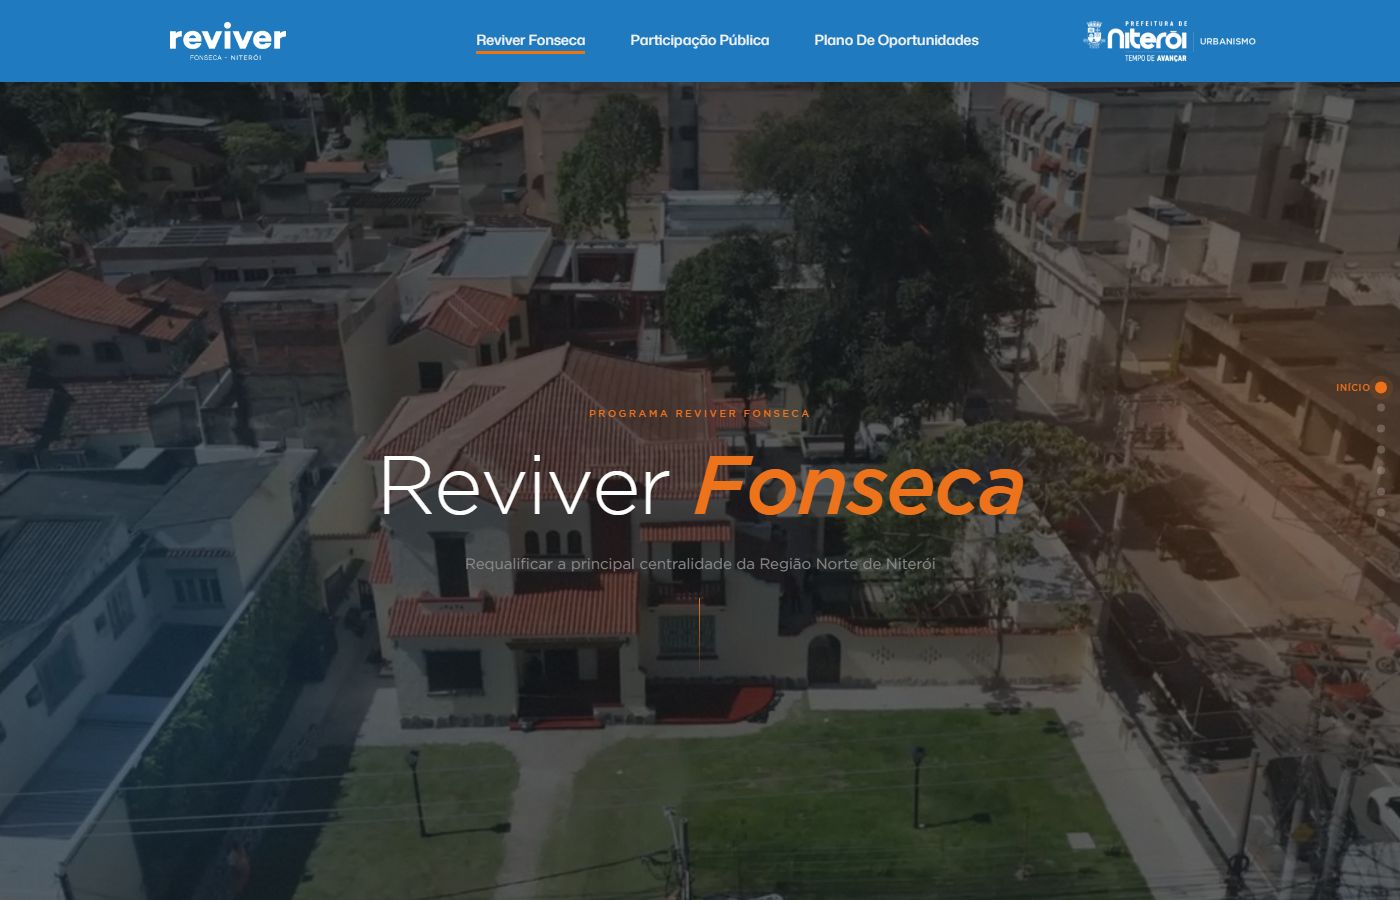 reviver
FONSECA - NITERÓI
Reviver Fonseca
Participação Pública
Plano De Oportunidades
PREFEITURA DE
Niterói
TEMPO DE AVANÇAR
URBANISMO
INÍCIO
PROGRAMA REVIVER FONSECA
Reviver Fonseca
Requalificar a principal centralidade da Região Norte de Niterói